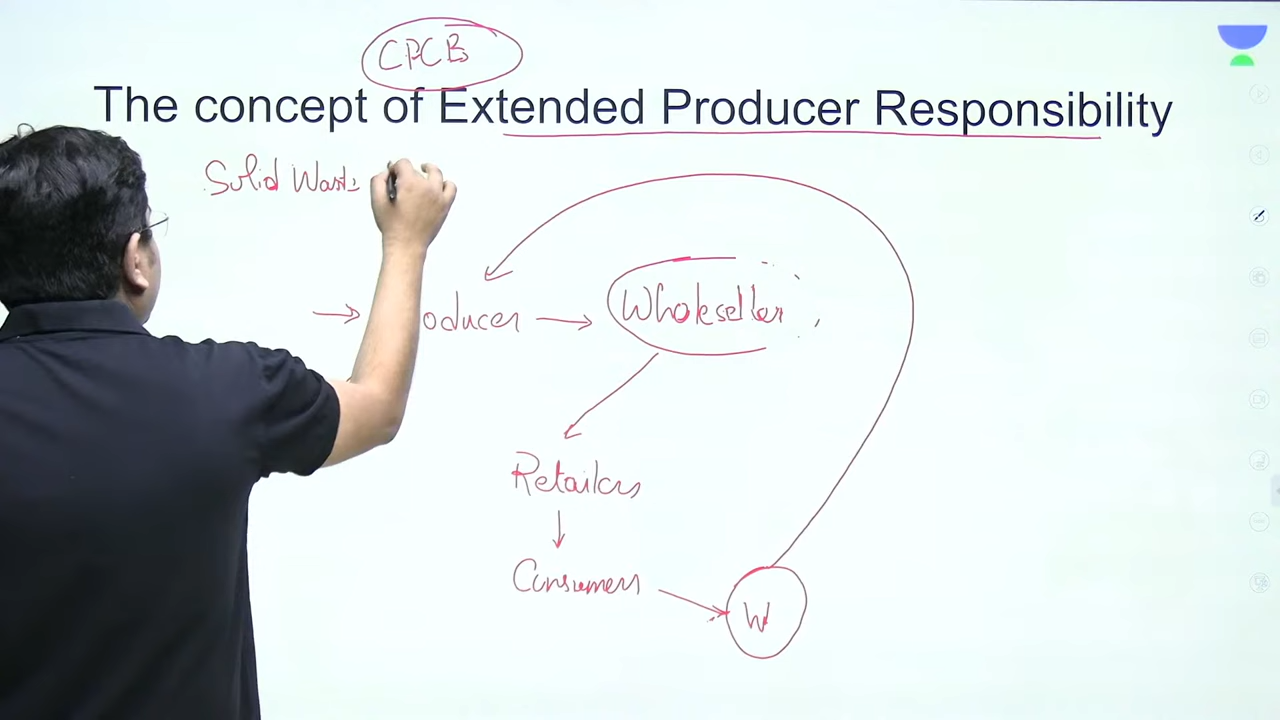 CPCB
The concept of Extended Producer Responsibility
Solid Waste
oducer
Wholeseller
Retailers
Consumers
W